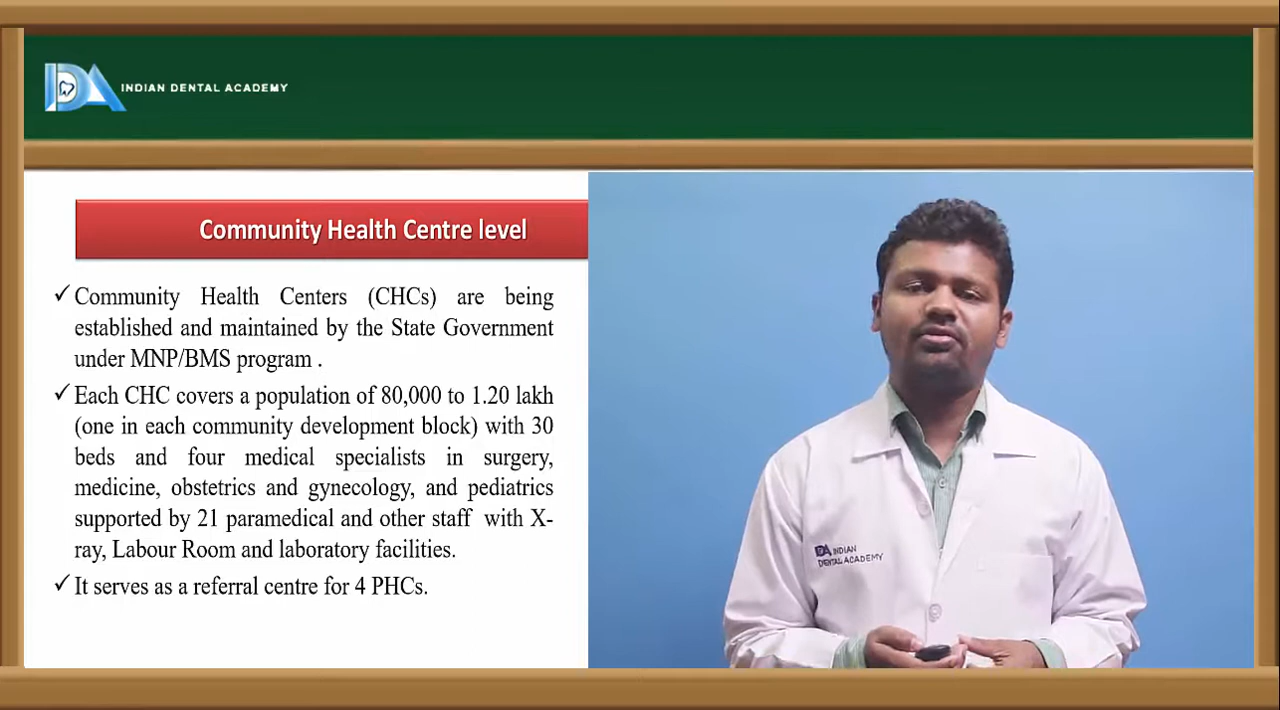 INDIAN DENTAL ACADEMY
Community Health Centre level
✓ Community Health Centers (CHCs) are being
established and maintained by the State Government
under MNP/BMS program .
✓ Each CHC covers a population of 80,000 to 1.20 lakh
(one in each community development block) with 30
beds and four medical specialists in surgery,
medicine, obstetrics and gynecology, and pediatrics
supported by 21 paramedical and other staff with X-
ray, Labour Room and laboratory facilities.
✓ It serves as a referral centre for 4 PHCs.
IDA INDIAN
DENTAL ACADEMY